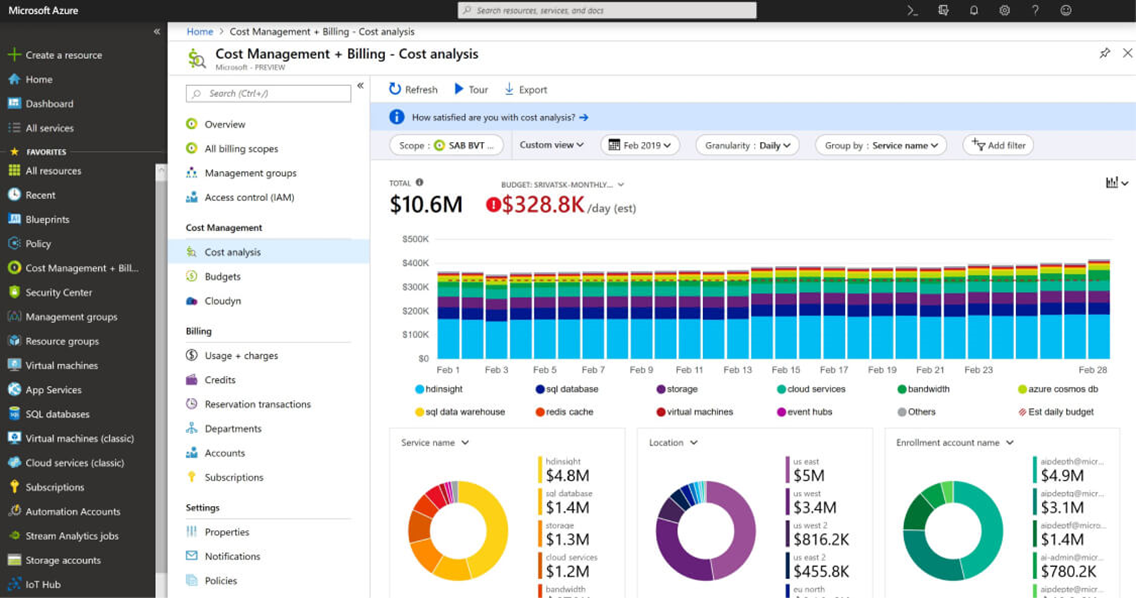 Microsoft Azure
Search resources, services, and docs
Create a resource
Home
Dashboard
All services
FAVORITES
All resources
Recent
Blueprints
Policy
Cost Management + Bill...
Security Center
Management groups
Resource groups
Virtual machines
App Services
SQL databases
Virtual machines (classic)
Cloud services (classic)
Subscriptions
Automation Accounts
Stream Analytics jobs
Storage accounts
IoT Hub
Home > Cost Management + Billing - Cost analysis
Cost Management + Billing - Cost analysis
Microsoft - PREVIEW
Search (Ctrl+/)
Overview
All billing scopes
Management groups
Access control (IAM)
Cost Management
Cost analysis
Budgets
Cloudyn
Billing
Usage + charges
Credits
Reservation transactions
Departments
Accounts
Subscriptions
Settings
Properties
Notifications
Policies
Refresh Tour Export
How satisfied are you with cost analysis? →
Scope : SAB BVT ... Custom view Feb 2019 Granularity : Daily Group by : Service name Add filter
TOTAL BUDGET: SRIVATSK-MONTHLY...
$10.6M $328.8K /day (est)
$500K
$400K
$300K
$200K
$100K
$0
Feb 1 Feb 3 Feb 5 Feb 7 Feb 9 Feb 11 Feb 13 Feb 15 Feb 17 Feb 19 Feb 21 Feb 23 Feb 28
hdinsight sql database storage cloud services bandwidth azure cosmos db
sql data warehouse redis cache virtual machines event hubs Others Est daily budget
Service name
hdinsight
$4.8M
sql database
$1.4M
storage
$1.3M
cloud services
$1.2M
bandwidth
Location
us east
$5M
us west
$3.4M
us west 2
$816.2K
us east 2
$455.8K
eu north
Enrollment account name
aipdepth@micr...
$4.9M
aipdeptq@micr...
$3.1M
aipdeptf@micro...
$1.4M
ai-admin@micr...
$780.2K
aipdepte@micr...